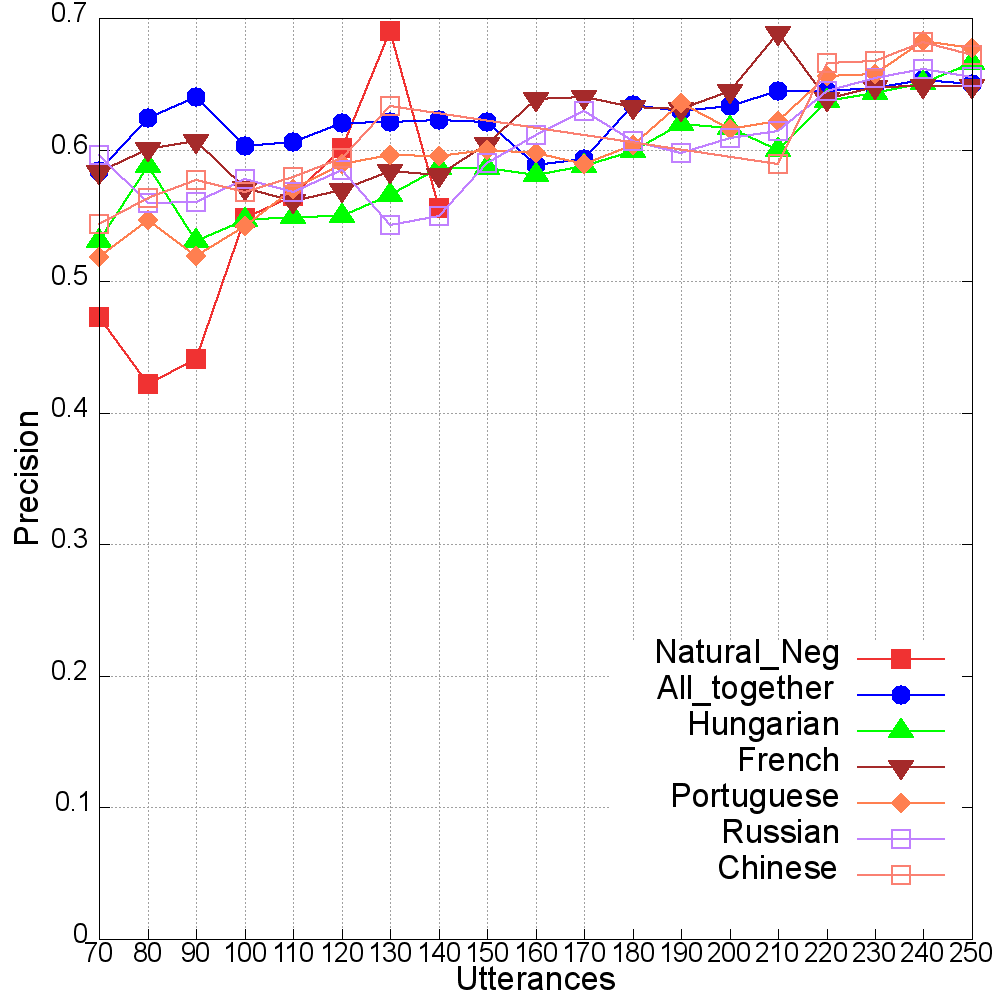 0.7
0.6
0.5
0.4
0.3
0.2
0.1
0
Precision
Natural_Neg
All_together
Hungarian
French
Portuguese
Russian
Chinese
70 80 90 100 110 120 130 140 150 160 170 180 190 200 210 220 230 240 250
Utterances